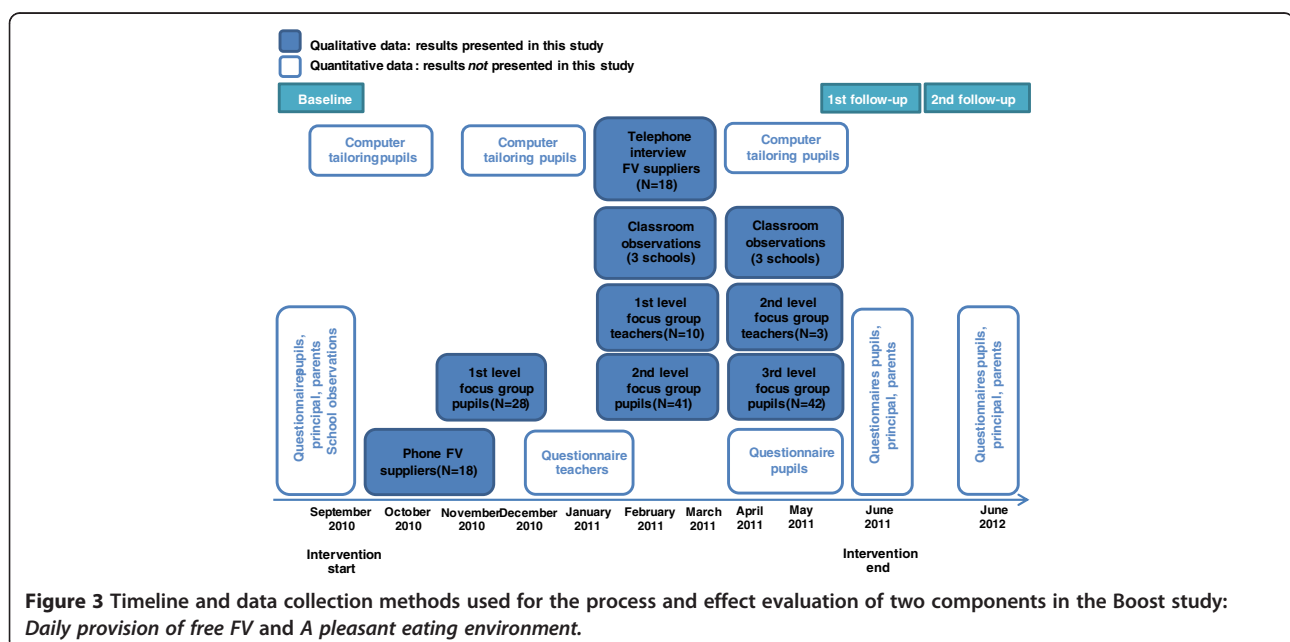 Qualitative data: results presented in this study
Quantitative data: results not presented in this study
Baseline
1st follow-up
2nd follow-up
Computer
tailoringpupils
Computer
tailoring pupils
Telephone
interview
FV suppliers
(N=18)
Computer
tailoring pupils
Classroom
observations
(3 schools)
Classroom
observations
(3 schools)
1st level
focus group
teachers(N=10)
2nd level
focus group
teachers(N=3)
Questionnairepupils,
principal, parents
School observations
1st level
focus group
pupils(N=28)
2nd level
focus group
pupils(N=41)
3rd level
focus group
pupils(N=42)
Questionnaires pupils,
principal, parents
Questionnaires pupils,
principal, parents
Phone FV
suppliers(N=18)
Questionnaire
teachers
Questionnaire
pupils
September
2010
October
2010
November
2010
December
2010
January
2011
February
2011
March
2011
April
2011
May
2011
June
2011
June
2012
Intervention
start
Intervention
end
Figure 3 Timeline and data collection methods used for the process and effect evaluation of two components in the Boost study:
Daily provision of free FV and A pleasant eating environment.